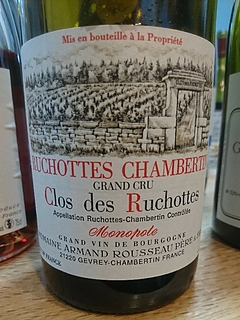 Mis en bouteille à la Propriété
RUCHOTTES CHAMBERTIN
GRAND CRU
Clos des Ruchottes
Appellation Ruchottes-Chambertin Contrôlée
Monopole
GRAND VIN DE BOURGOGNE
DOMAINE ARMAND ROUSSEAU PÈRE &
21220 GEVREY-CHAMBERTIN FRANCE